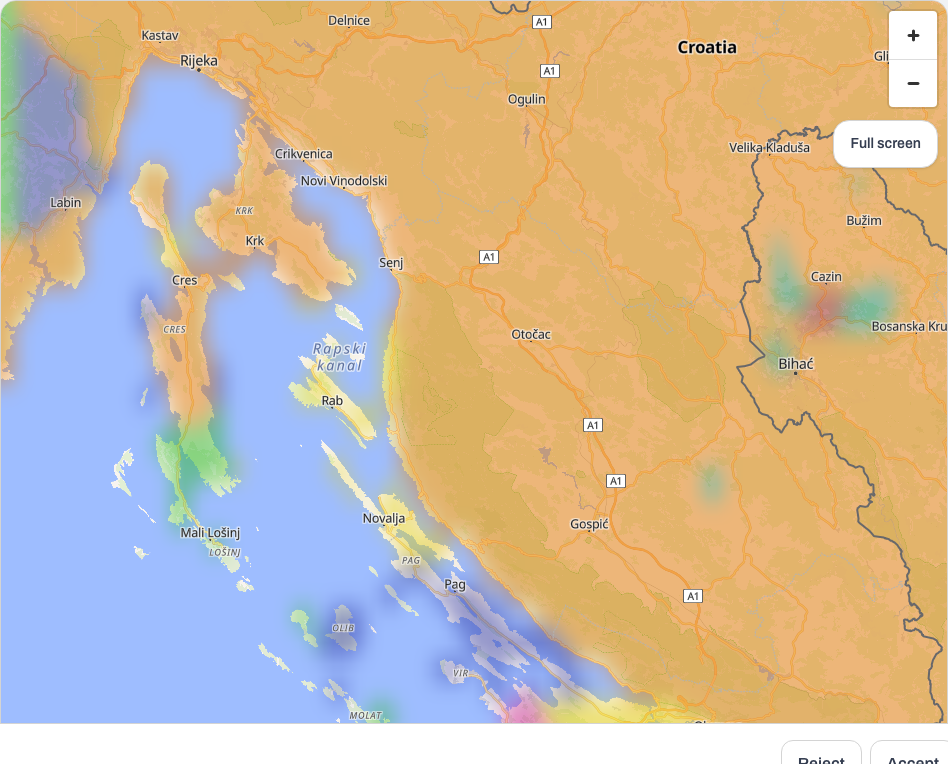 Delnice
A1
Kastav
Croatia
Gli
+
Rijeka
A1
−
Ogulin
Full screen
Velika Kladuša
Crikvenica
Novi Vinodolski
Labin
KRK
Bužim
Krk
A1
Senj
Cres
Cazin
CRES
Bosanska Kru
Otočac
Rapski
kanal
Bihać
Rab
A1
A1
Novalja
Gospić
Mali Lošinj
LOŠINJ
PAG
Pag
A1
OLIB
VIR
MOLAT
Reject
Accept